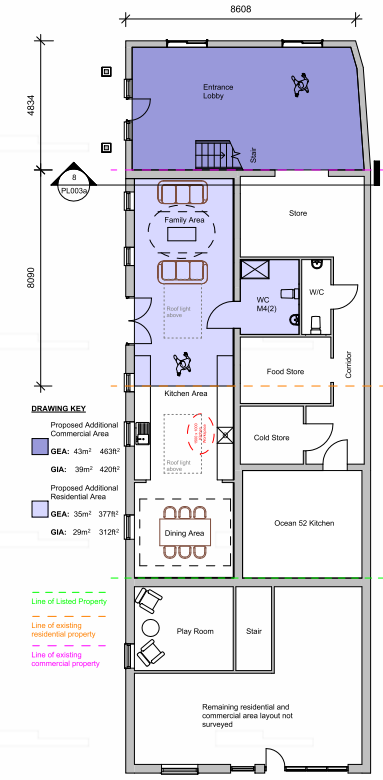 8608
4834
Entrance
Lobby
Stair
8
PL003a
Family Area
Store
8090
Roof light
above
WC
M4(2)
W/C
Corridor
Food Store
Kitchen Area
DRAWING KEY
Proposed Additional
Commercial Area
GEA: 43m² 463ft²
GIA: 39m² 420ft²
Proposed Additional
Residential Area
GEA: 35m² 377ft²
GIA: 29m² 312ft²
Roof light
above
Cold Store
Dining Area
Ocean 52 Kitchen
Line of Listed Property
Line of existing
residential property
Line of existing
commercial property
Play Room
Stair
Remaining residential and
commercial area layout not
surveyed